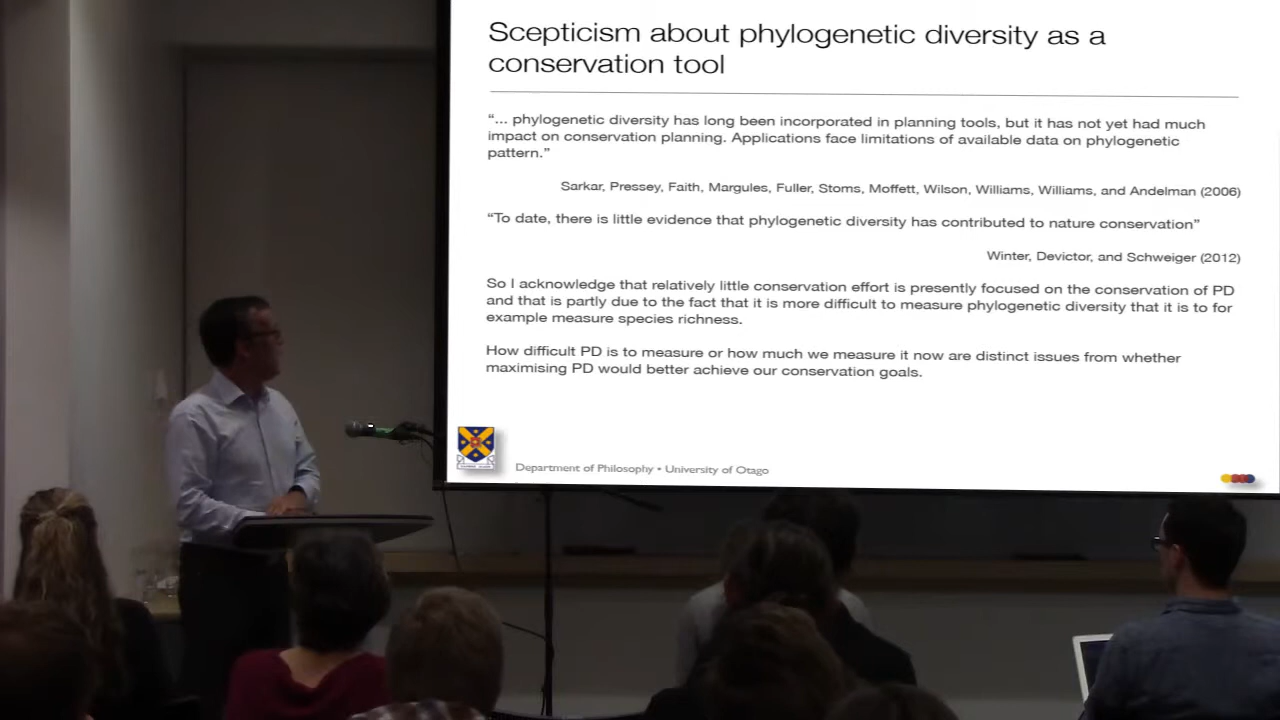 Scepticism about phylogenetic diversity as a
conservation tool
“... phylogenetic diversity has long been incorporated in planning tools, but it has not yet had much
impact on conservation planning. Applications face limitations of available data on phylogenetic
pattern.”
Sarkar, Pressey, Faith, Margules, Fuller, Stoms, Moffett, Wilson, Williams, Williams, and Andelman (2006)
“To date, there is little evidence that phylogenetic diversity has contributed to nature conservation”
Winter, Devictor, and Schweiger (2012)
So I acknowledge that relatively little conservation effort is presently focused on the conservation of PD
and that is partly due to the fact that it is more difficult to measure phylogenetic diversity that it is to for
example measure species richness.
How difficult PD is to measure or how much we measure it now are distinct issues from whether
maximising PD would better achieve our conservation goals.
Department of Philosophy • University of Otago